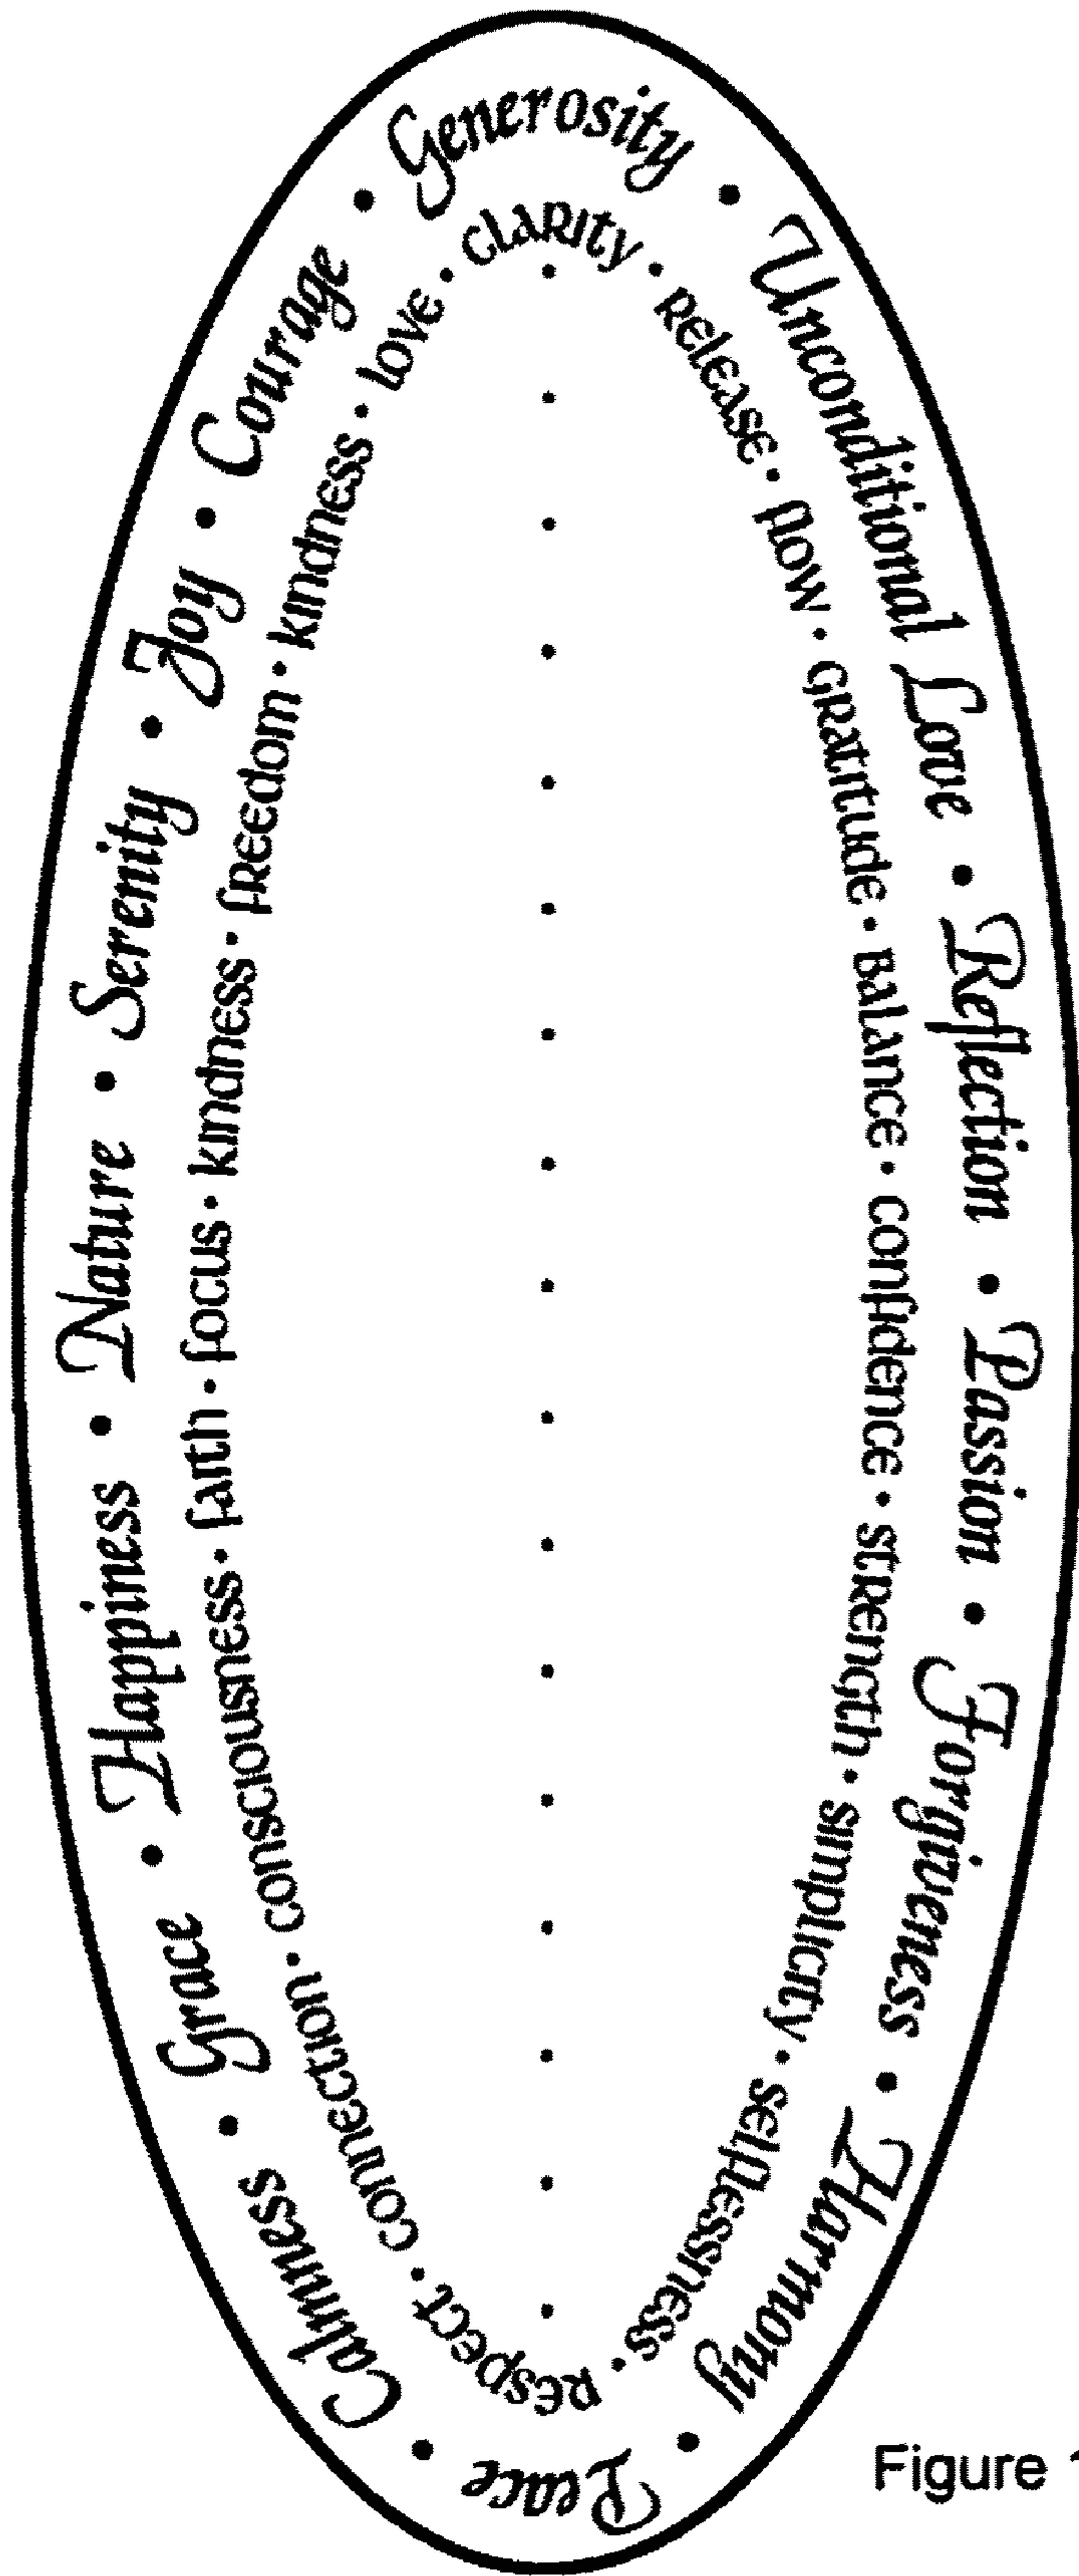 Generosity • Unconditional Love • Reflection • Passion • Forgiveness • Harmony • Peace • Calmness • Grace • Happiness • Nature • Serenity • Joy • Courage •
clarity • release • flow • gratitude • balance • confidence • strength • simplicity • selflessness • respect • connection • consciousness • faith • focus • kindness • freedom • kindness • love •
Figure